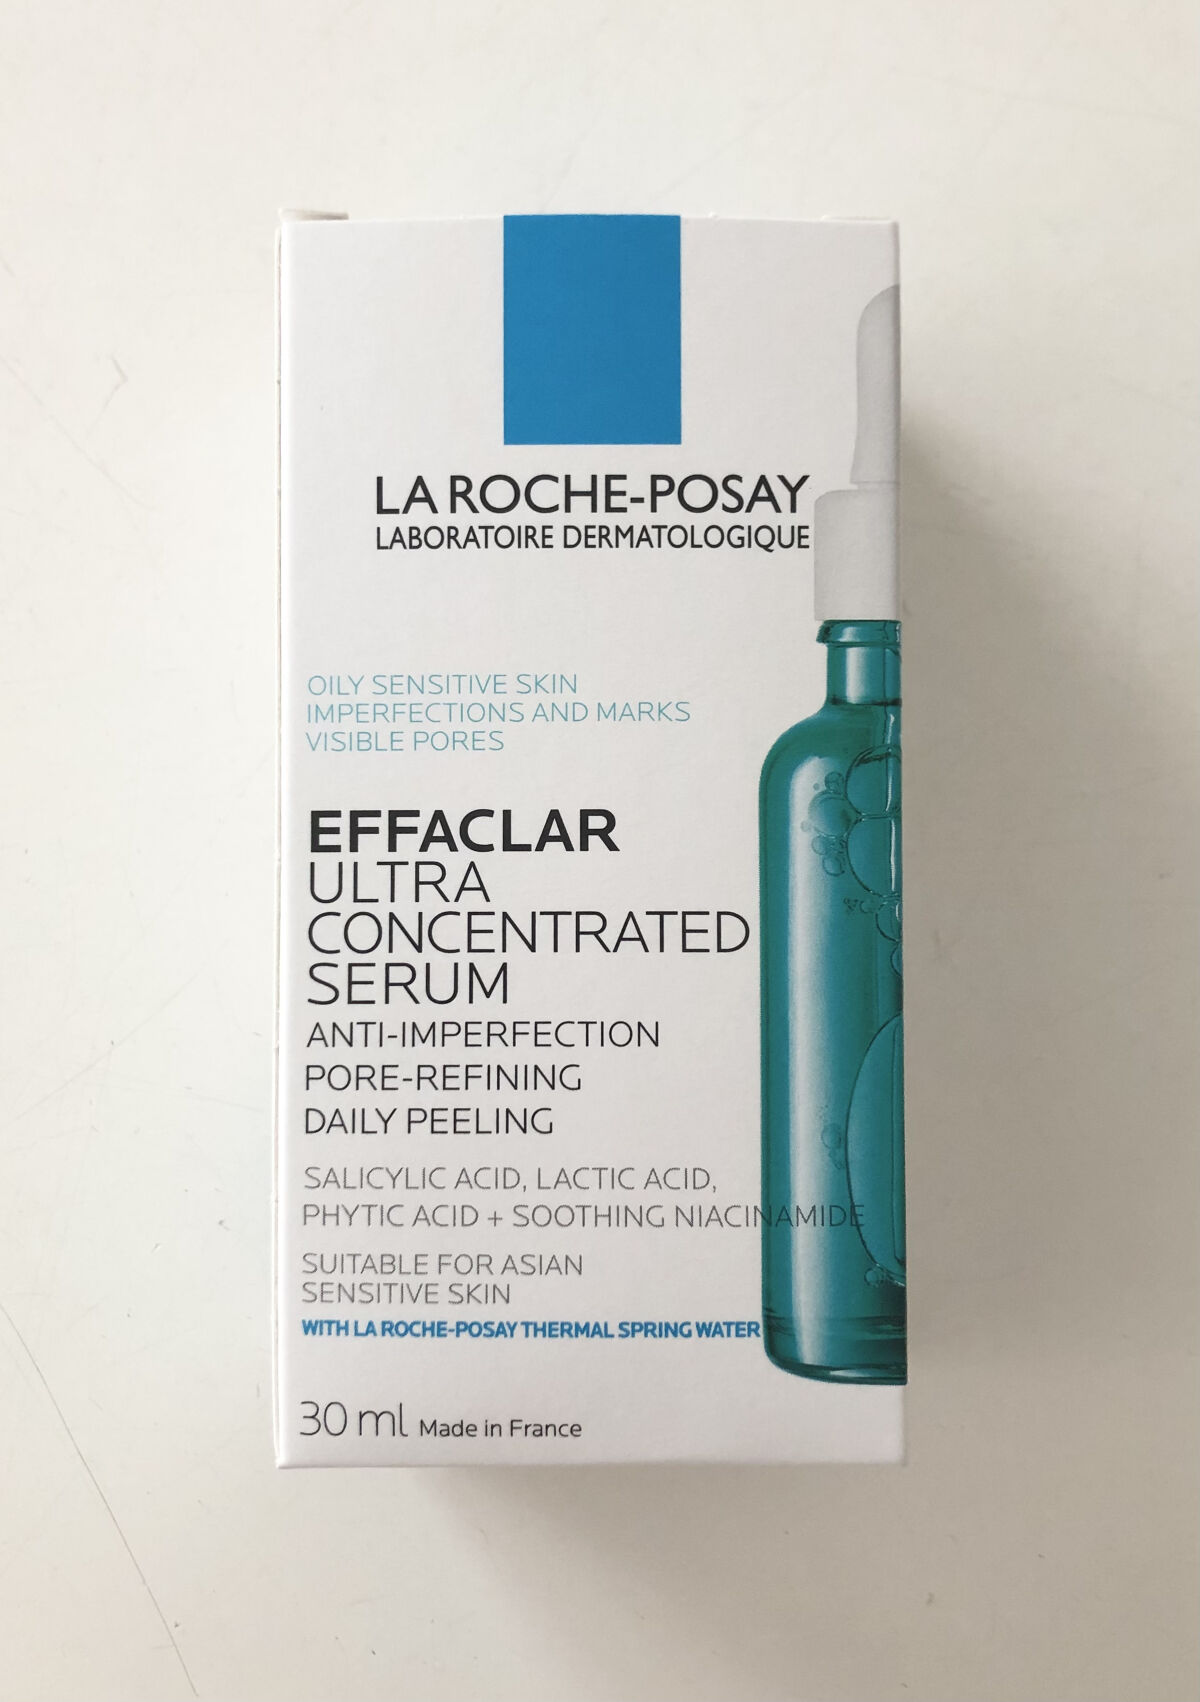 LA ROCHE-POSAY
LABORATOIRE DERMATOLOGIQUE
OILY SENSITIVE SKIN
IMPERFECTIONS AND MARKS
VISIBLE PORES
EFFACLAR
ULTRA
CONCENTRATED
SERUM
ANTI-IMPERFECTION
PORE-REFINING
DAILY PEELING
SALICYLIC ACID, LACTIC ACID,
PHYTIC ACID + SOOTHING NIACINAMIDE
SUITABLE FOR ASIAN
SENSITIVE SKIN
WITH LA ROCHE-POSAY THERMAL SPRING WATER
30 ml Made in France